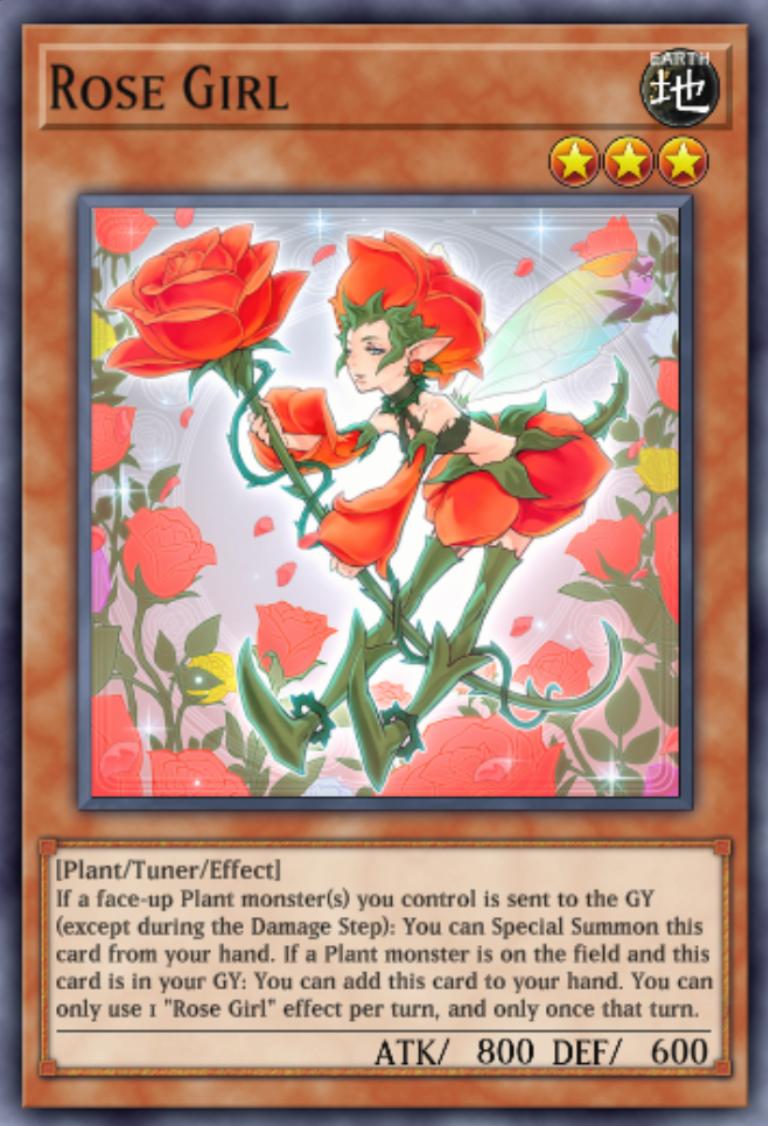 Rose Girl
EARTH
地
[Plant/Tuner/Effect]
If a face-up Plant monster(s) you control is sent to the GY
(except during the Damage Step): You can Special Summon this
card from your hand. If a Plant monster is on the field and this
card is in your GY: You can add this card to your hand. You can
only use 1 "Rose Girl" effect per turn, and only once that turn.
ATK/ 800 DEF/ 600